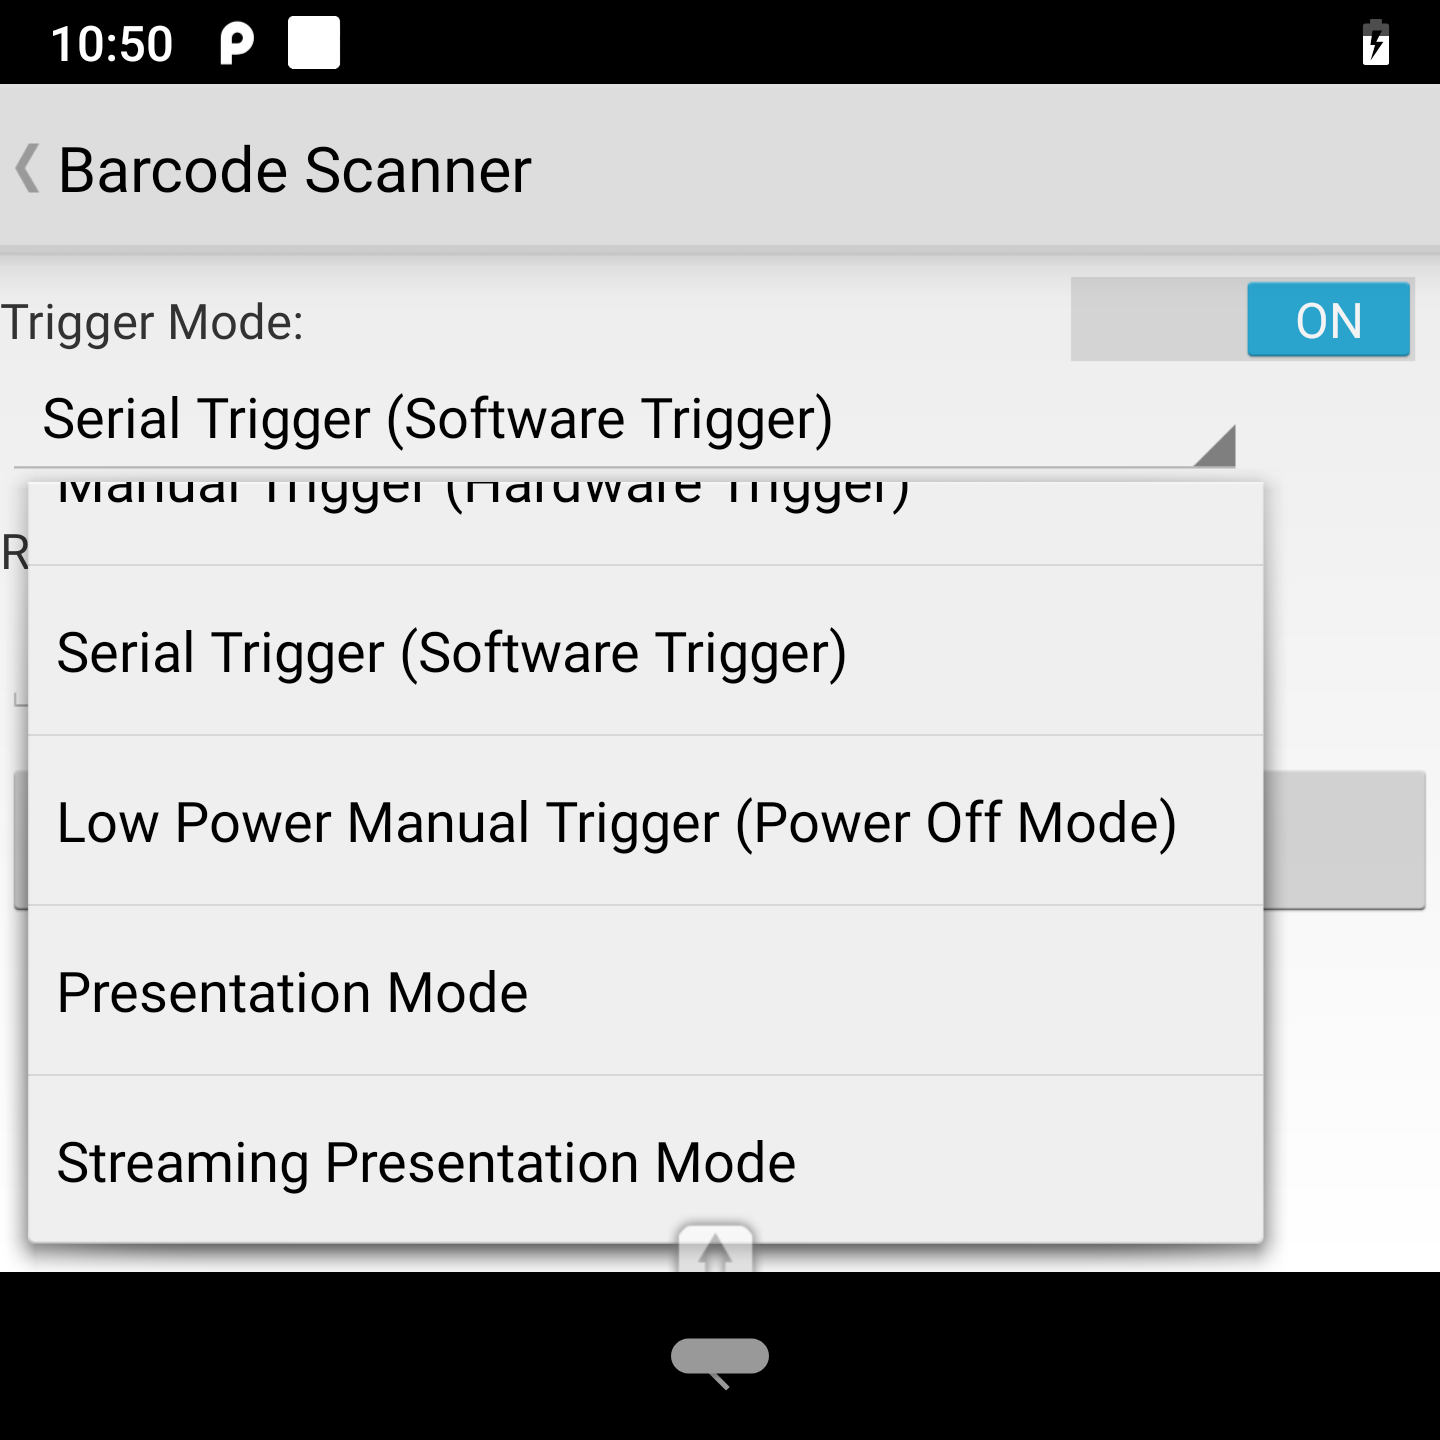 10:50
Barcode Scanner
Trigger Mode:
ON
Serial Trigger (Software Trigger)
Manual Trigger (Hardware Trigger)
R
Serial Trigger (Software Trigger)
Low Power Manual Trigger (Power Off Mode)
Presentation Mode
Streaming Presentation Mode